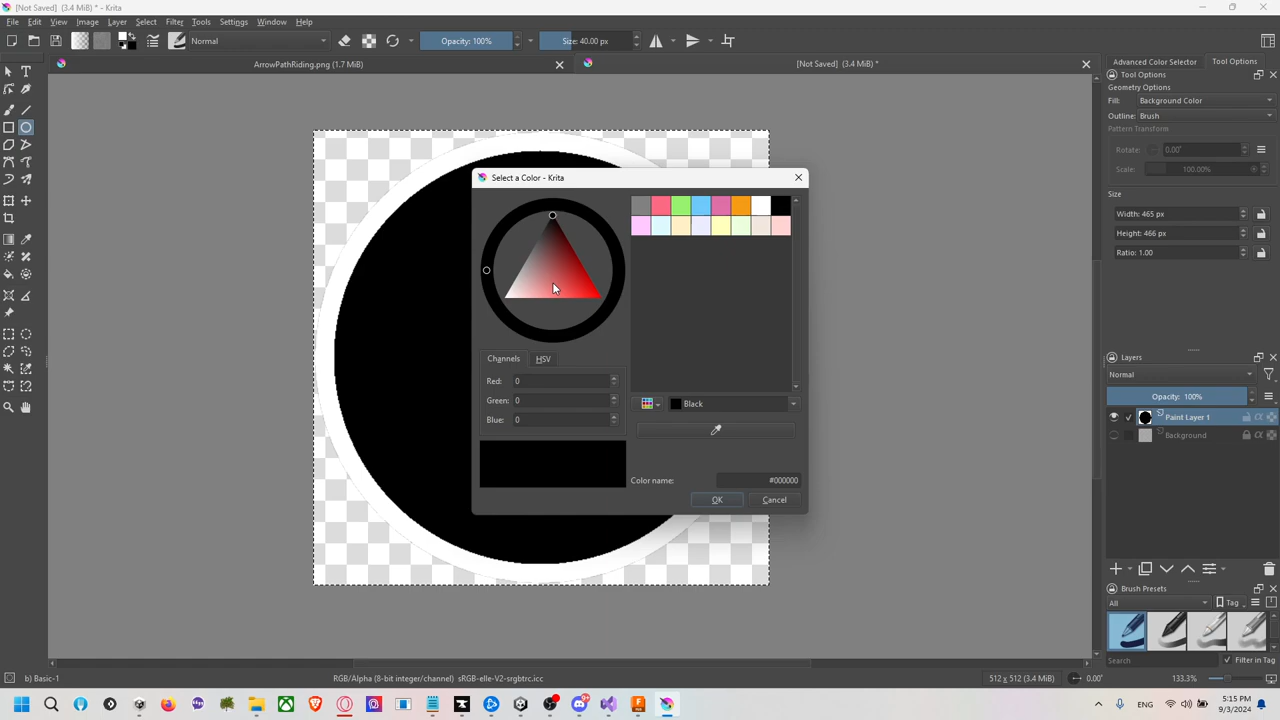 [Not Saved]  (3.4 MiB) * - Krita
File Edit View Image Layer Select Filter Tools Settings Window Help
Normal Opacity: 100% Size: 40.00 px
ArrowPathRiding.png (1.7 MiB) [Not Saved]  (3.4 MiB) * Advanced Color Selector Tool Options
Tool Options
Geometry Options
Fill: Background Color
Outline: Brush
Pattern Transform
Rotate: 0.00°
Scale: 100.00%
Size
Width: 465 px
Height: 466 px
Ratio: 1.00
Select a Color - Krita
Channels HSV
Red: 0
Green: 0
Blue: 0
Black
Color name: #000000
OK Cancel
Layers
Normal
Opacity: 100%
Paint Layer 1
Background
Brush Presets
All Tag
Search Filter in Tag
b) Basic-1 RGB/Alpha (8-bit integer/channel)  sRGB-elle-V2-srgbtrc.icc 512 x 512 (3.4 MiB) 0.00° 133.3%
ENG 5:15 PM
9/3/2024